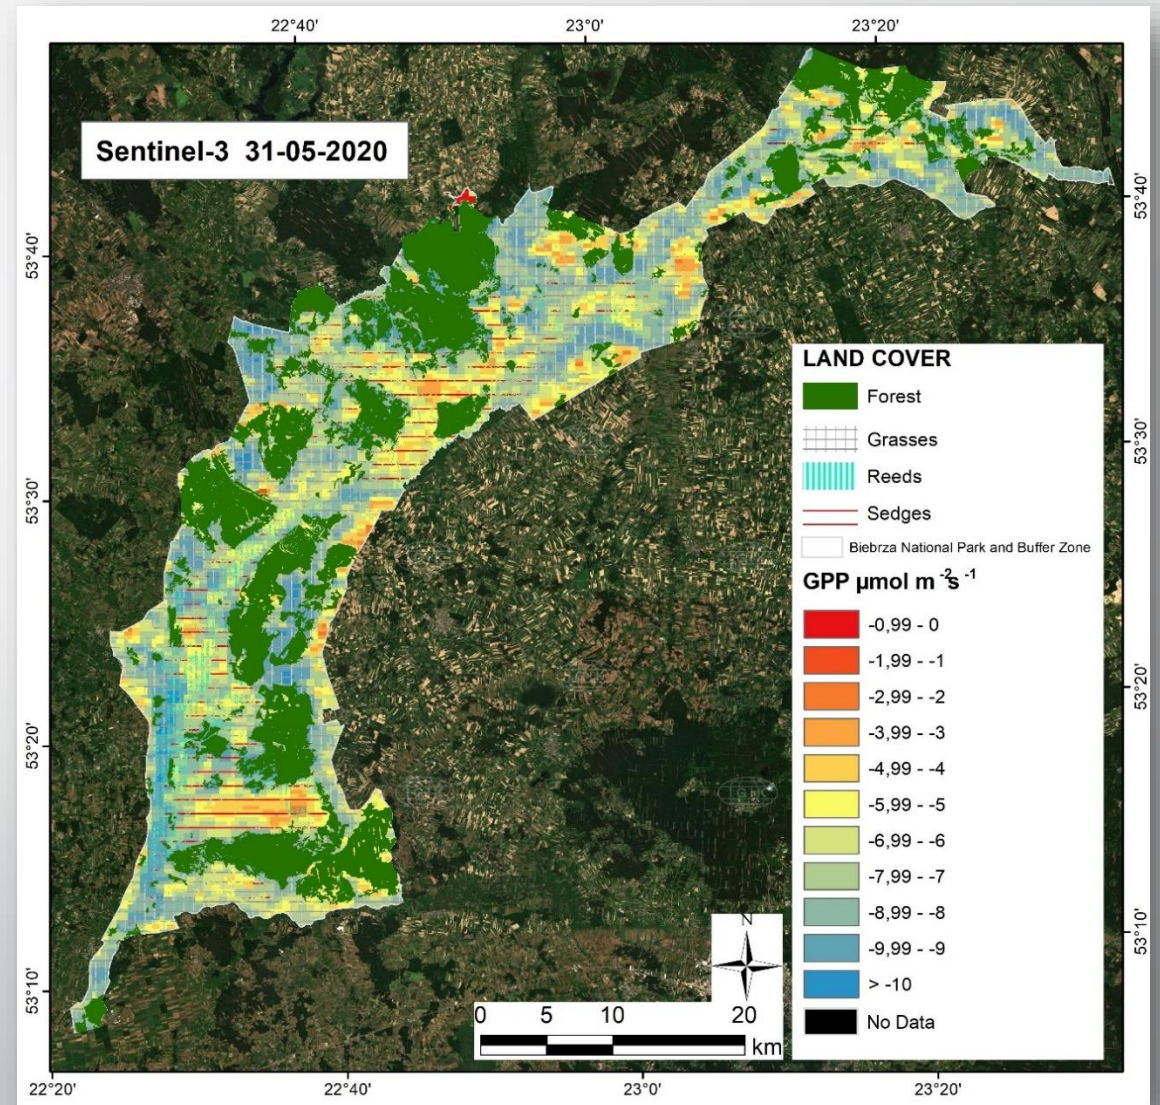 22°40' 23°0' 23°20'
Sentinel-3 31-05-2020
53°40'
53°40'
53°30'
53°30'
53°20'
53°20'
53°10'
53°10'
LAND COVER
Forest
Grasses
Reeds
Sedges
Biebrza National Park and Buffer Zone
GPP µmol m -2s -1
-0,99 - 0
-1,99 - -1
-2,99 - -2
-3,99 - -3
-4,99 - -4
-5,99 - -5
-6,99 - -6
-7,99 - -7
-8,99 - -8
-9,99 - -9
> -10
No Data
N
0 5 10 20
km
22°20' 22°40' 23°0' 23°20'